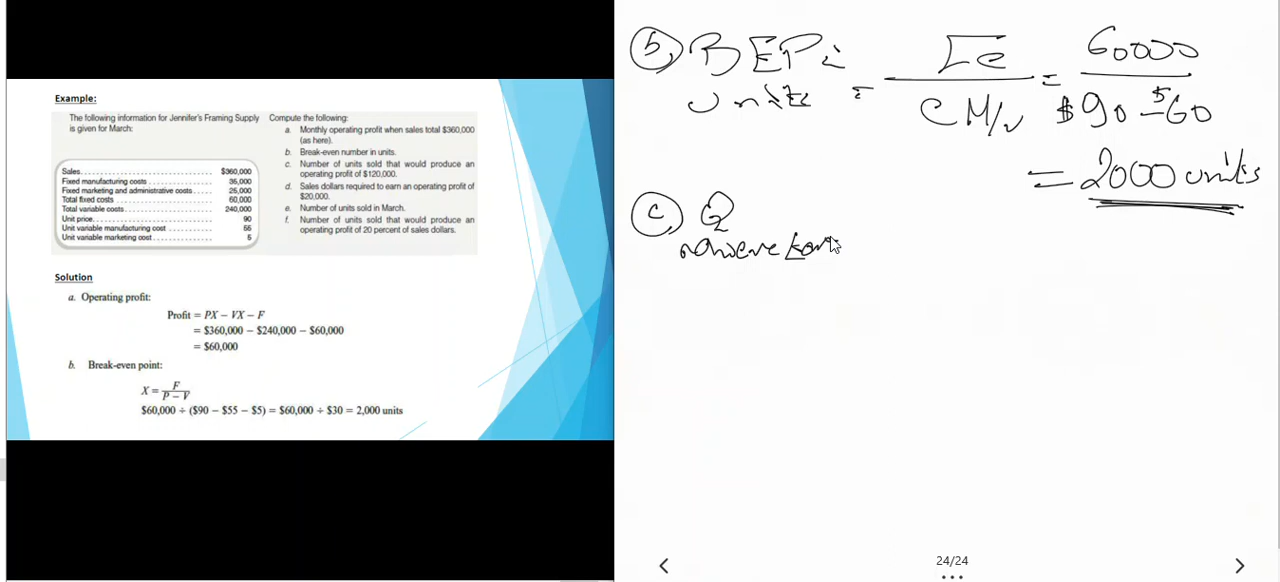 Example:
The following information for Jennifer's Framing Supply
is given for March:
Sales $360,000
Fixed manufacturing costs 35,000
Fixed marketing and administrative costs 25,000
Total fixed costs 60,000
Total variable costs 240,000
Unit price 90
Unit variable manufacturing cost 55
Unit variable marketing cost 5
Compute the following:
a. Monthly operating profit when sales total $360,000
(as here).
b. Break-even number in units.
c. Number of units sold that would produce an
operating profit of $120,000.
d. Sales dollars required to earn an operating profit of
$20,000.
e. Number of units sold in March.
f. Number of units sold that would produce an
operating profit of 20 percent of sales dollars.
Solution
a. Operating profit:
Profit = PX − VX − F
= $360,000 − $240,000 − $60,000
= $60,000
b. Break-even point:
X = F
P − V
$60,000 ÷ ($90 − $55 − $5) = $60,000 ÷ $30 = 2,000 units
b, BEP
units =
CM/u
= 60000
$90 - $60
= 2000 units
c, Q
24/24